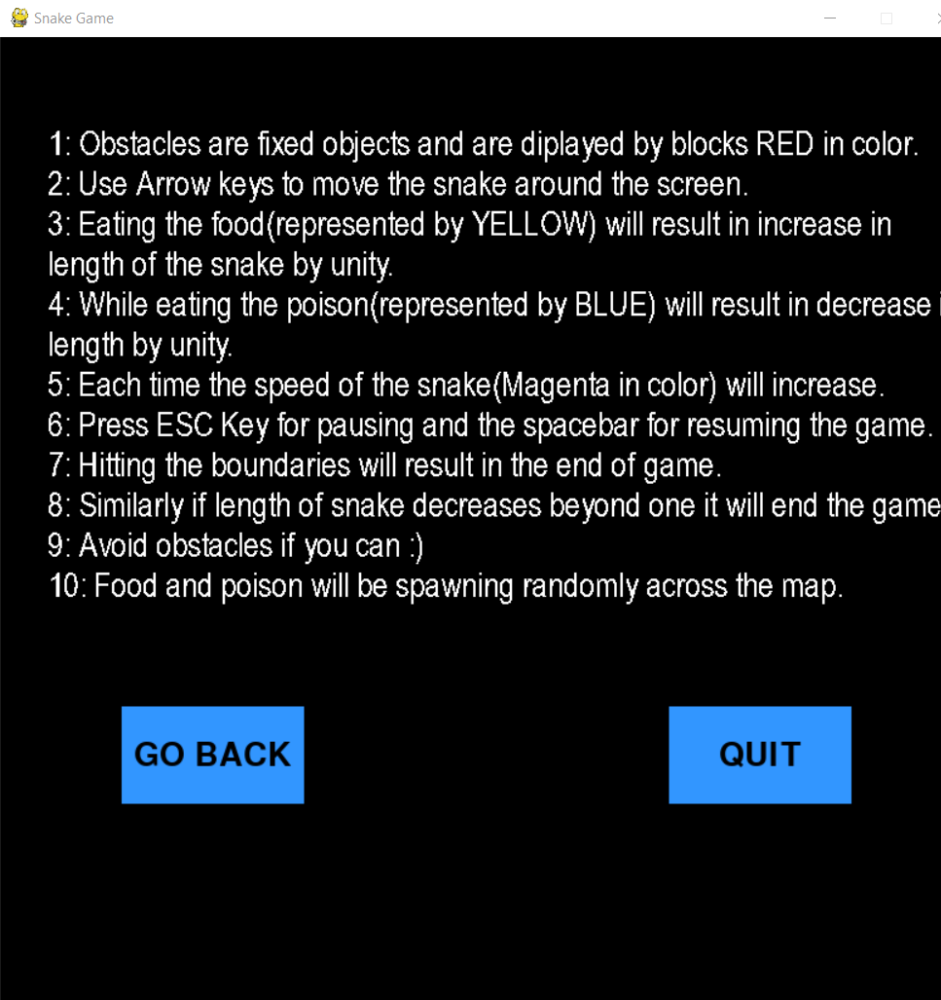 Snake Game
1: Obstacles are fixed objects and are diplayed by blocks RED in color.
2: Use Arrow keys to move the snake around the screen.
3: Eating the food(represented by YELLOW) will result in increase in
length of the snake by unity.
4: While eating the poison(represented by BLUE) will result in decrease
length by unity.
5: Each time the speed of the snake(Magenta in color) will increase.
6: Press ESC Key for pausing and the spacebar for resuming the game.
7: Hitting the boundaries will result in the end of game.
8: Similarly if length of snake decreases beyond one it will end the game
9: Avoid obstacles if you can :)
10: Food and poison will be spawning randomly across the map.
GO BACK QUIT